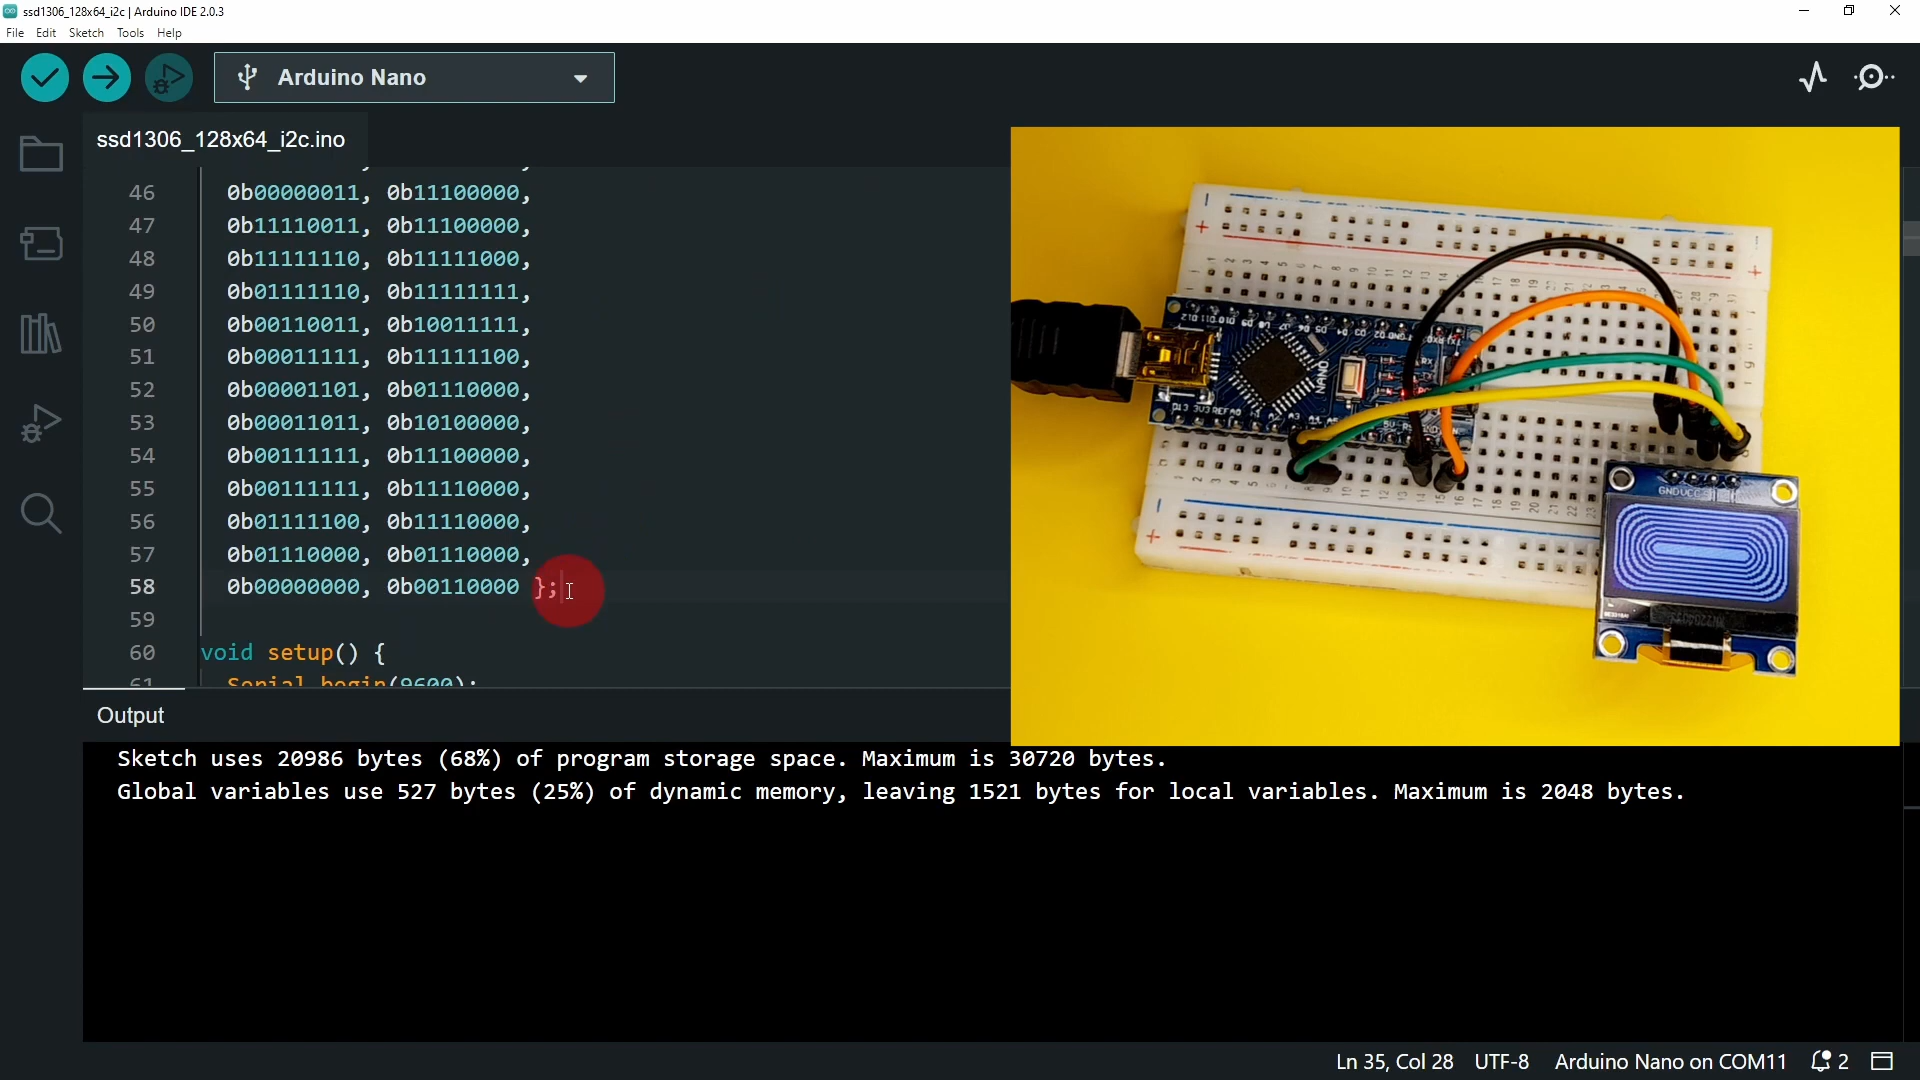 ssd1306_128x64_i2c | Arduino IDE 2.0.3
File Edit Sketch Tools Help
Arduino Nano
ssd1306_128x64_i2c.ino
46 0b00000011, 0b11100000,
47 0b11110011, 0b11100000,
48 0b11111110, 0b11111000,
49 0b01111110, 0b11111111,
50 0b00110011, 0b10011111,
51 0b00011111, 0b11111100,
52 0b00001101, 0b01110000,
53 0b00011011, 0b10100000,
54 0b00111111, 0b11100000,
55 0b00111111, 0b11110000,
56 0b01111100, 0b11110000,
57 0b01110000, 0b01110000,
58 0b00000000, 0b00110000 };
59
60 void setup() {
61 Serial.begin(9600);
NANO
Output
Sketch uses 20986 bytes (68%) of program storage space. Maximum is 30720 bytes.
Global variables use 527 bytes (25%) of dynamic memory, leaving 1521 bytes for local variables. Maximum is 2048 bytes.
Ln 35, Col 28 UTF-8 Arduino Nano on COM11 2